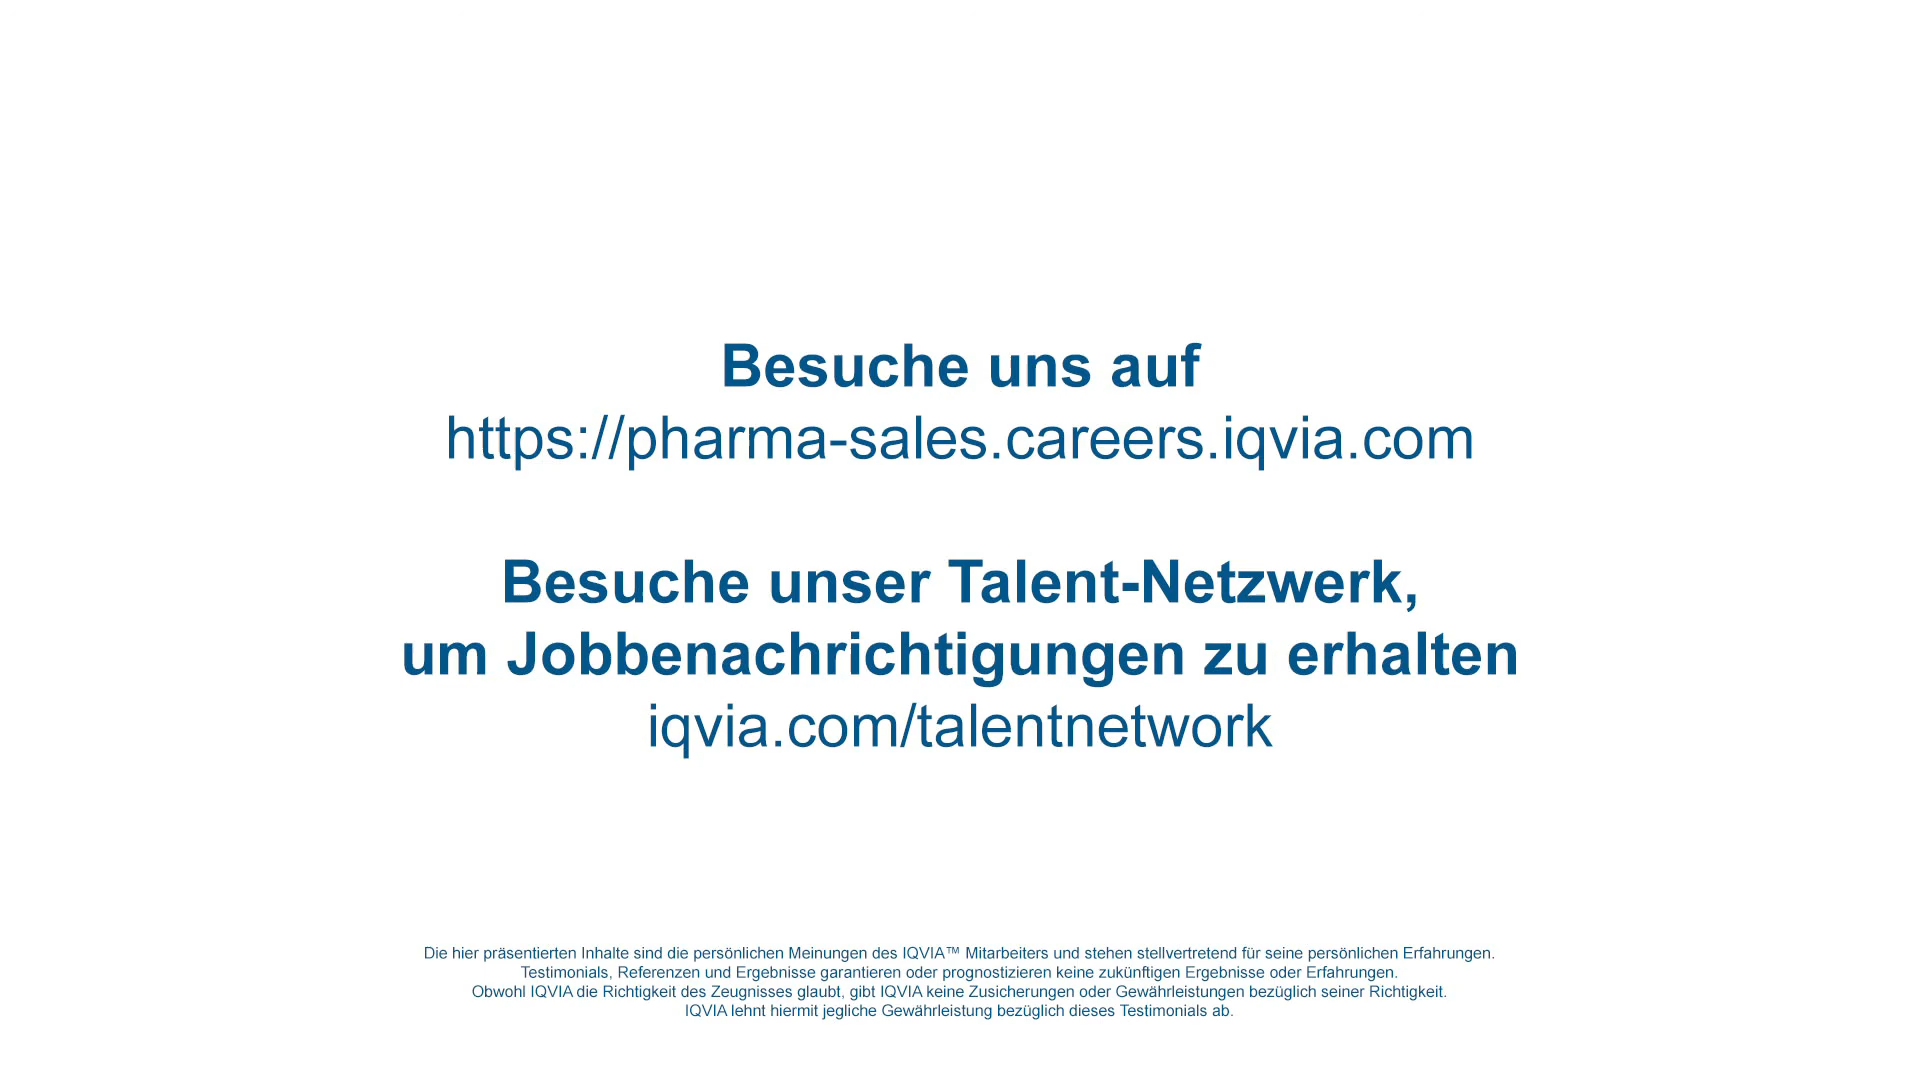 Besuche uns auf
https://pharma-sales.careers.iqvia.com
Besuche unser Talent-Netzwerk,
um Jobbenachrichtigungen zu erhalten
iqvia.com/talentnetwork
Die hier präsentierten Inhalte sind die persönlichen Meinungen des IQVIA™ Mitarbeiters und stehen stellvertretend für seine persönlichen Erfahrungen.
Testimonials, Referenzen und Ergebnisse garantieren oder prognostizieren keine zukünftigen Ergebnisse oder Erfahrungen.
Obwohl IQVIA die Richtigkeit des Zeugnisses glaubt, gibt IQVIA keine Zusicherungen oder Gewährleistungen bezüglich seiner Richtigkeit.
IQVIA lehnt hiermit jegliche Gewährleistung bezüglich dieses Testimonials ab.